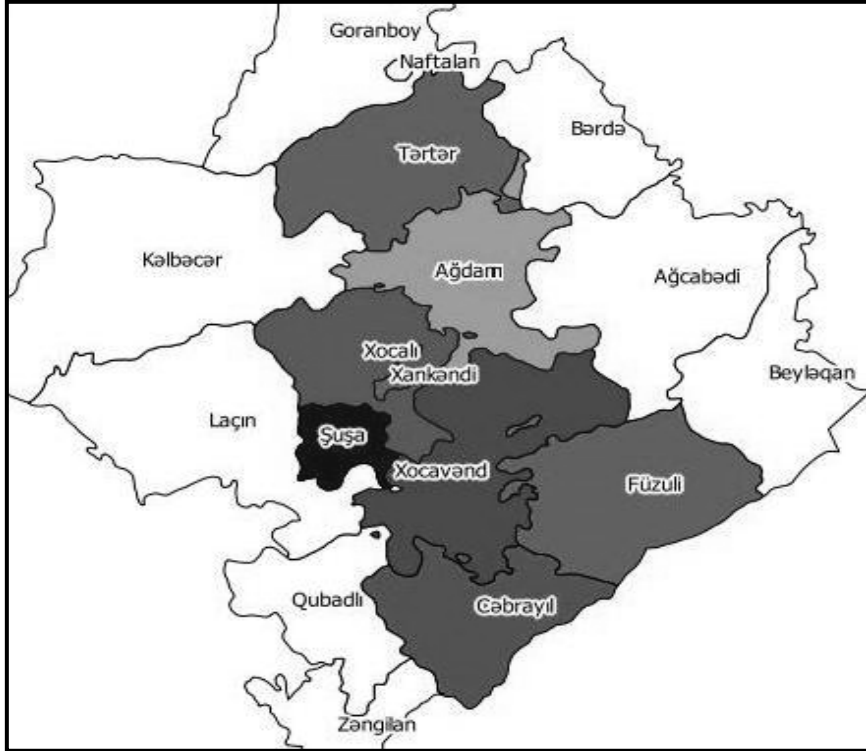 Goranboy
Naftalan
Bərdə
Tərtər
Kəlbəcər
Ağdam
Ağcabədi
Xocalı
Xankəndi
Beyləqan
Laçın
Şuşa
Xocavənd
Füzuli
Qubadlı
Cəbrayıl
Zəngilan